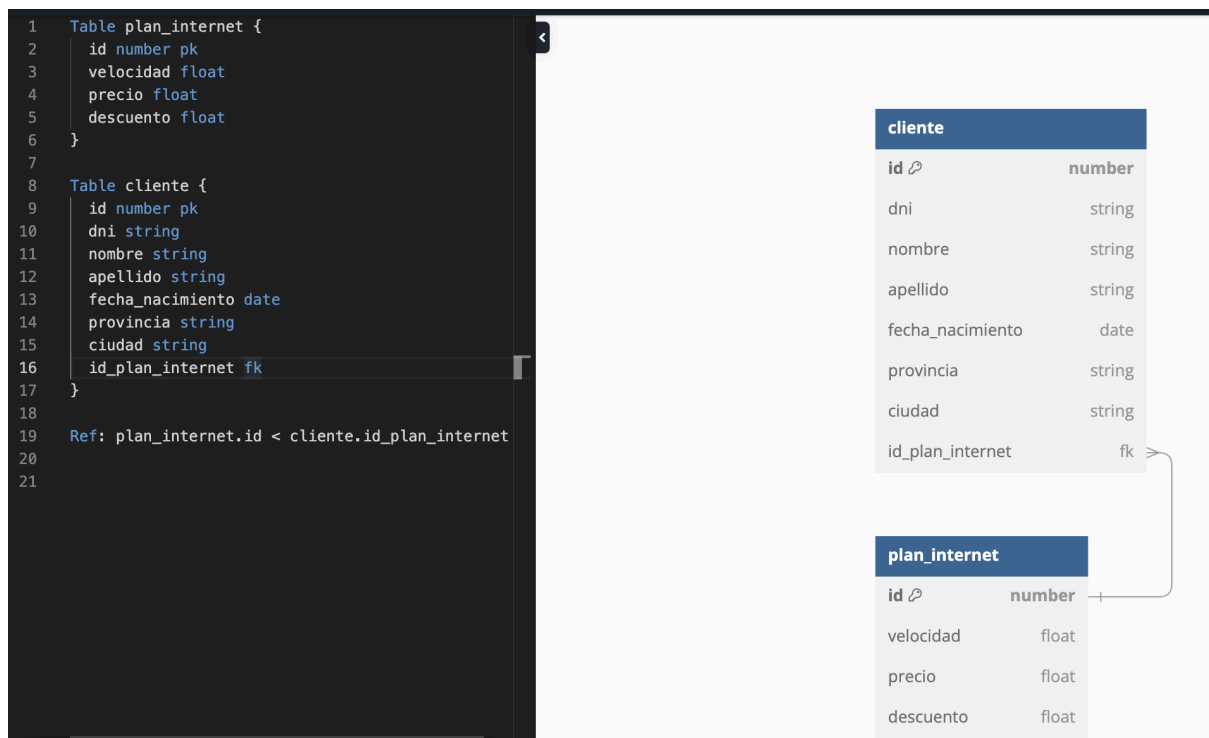 1 Table plan_internet {
2 id number pk
3 velocidad float
4 precio float
5 descuento float
6 }
7
8 Table cliente {
9 id number pk
10 dni string
11 nombre string
12 apellido string
13 fecha_nacimiento date
14 provincia string
15 ciudad string
16 id_plan_internet fk
17 }
18
19 Ref: plan_internet.id < cliente.id_plan_internet
20
21
cliente
id number
dni string
nombre string
apellido string
fecha_nacimiento date
provincia string
ciudad string
id_plan_internet fk
plan_internet
id number
velocidad float
precio float
descuento float